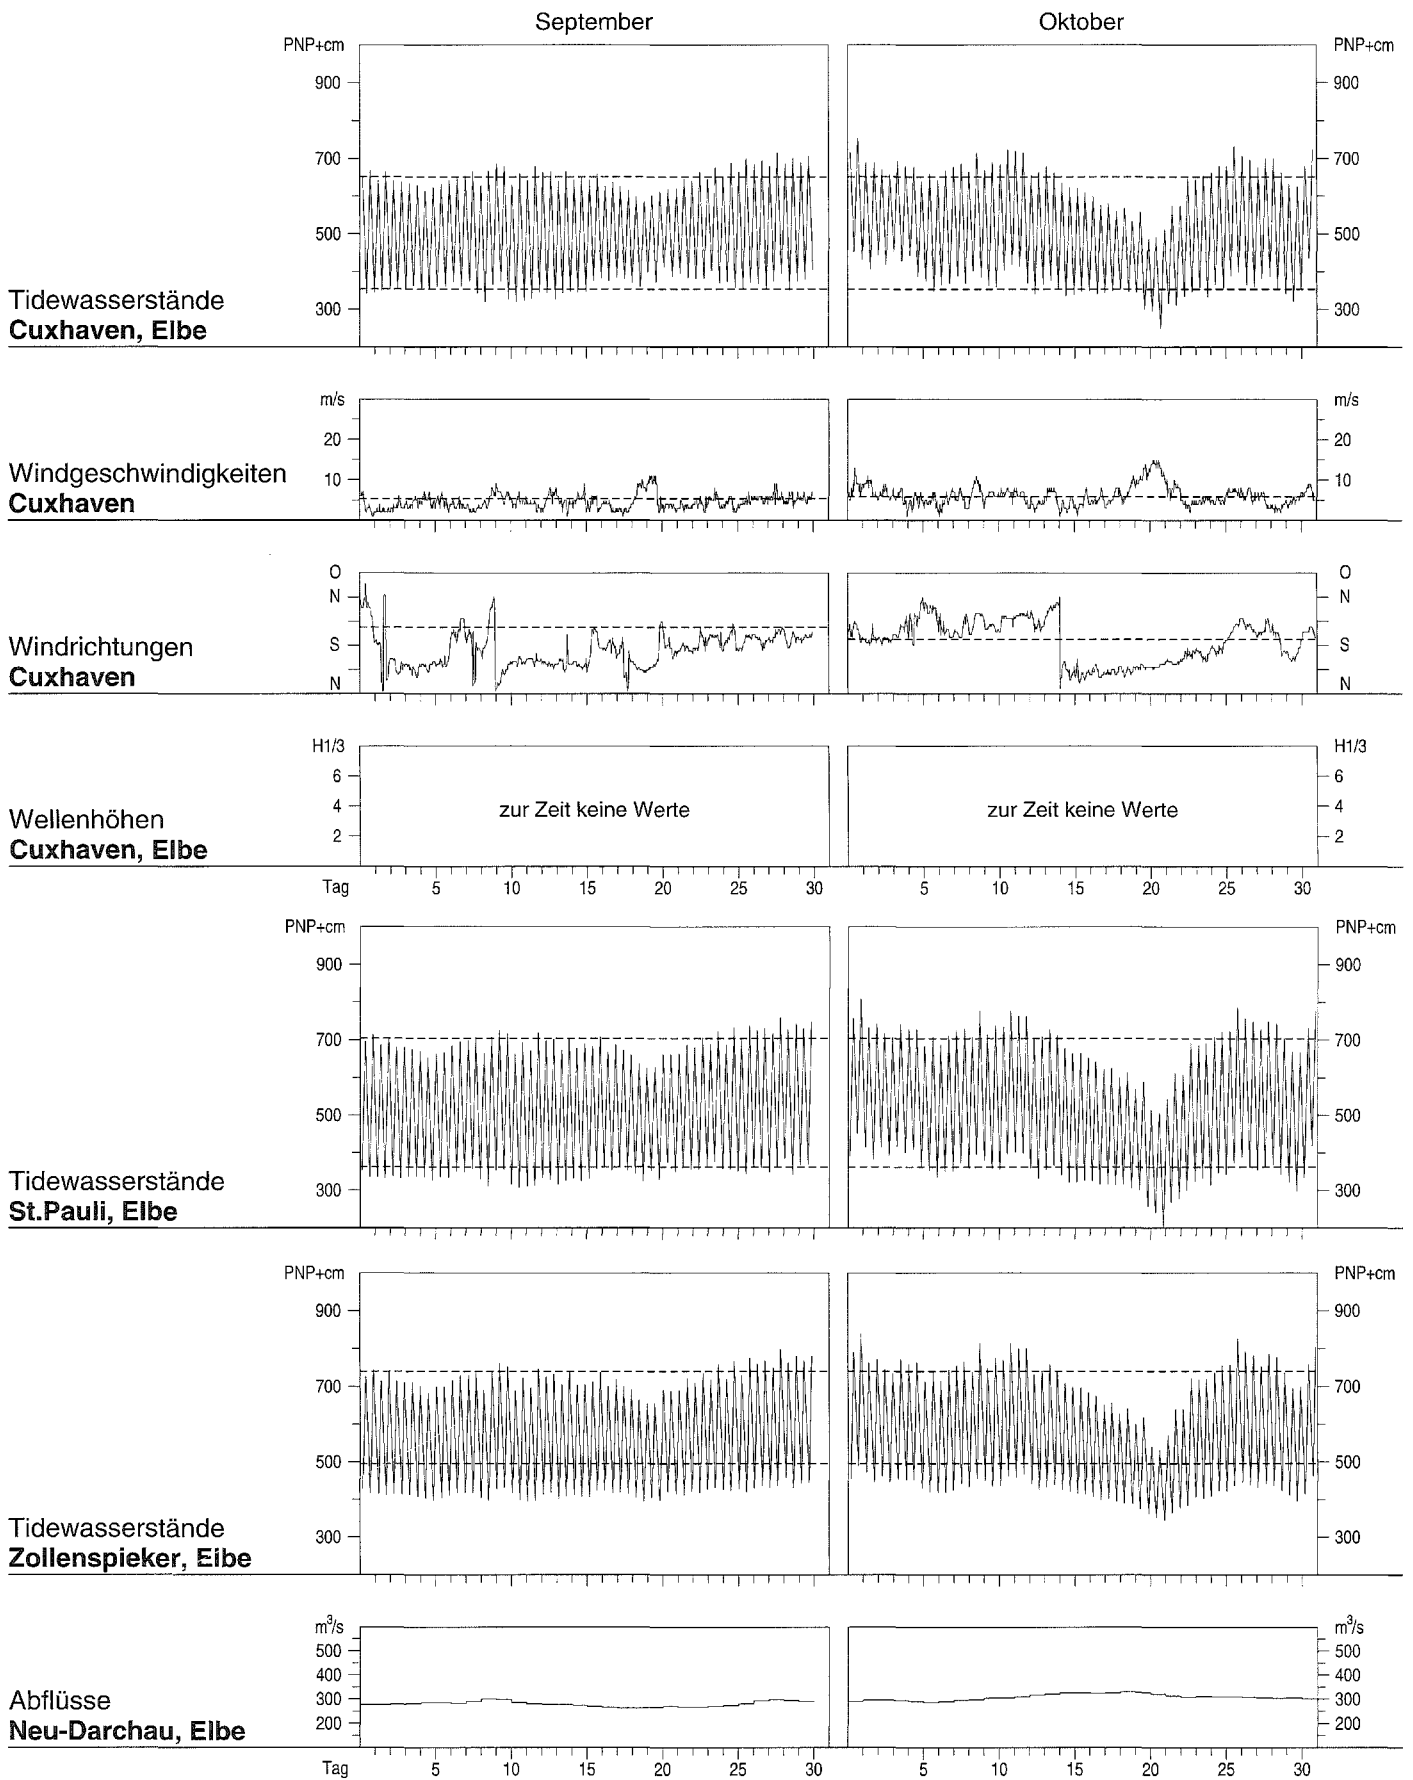 September Oktober
PNP+cm PNP+cm
900 900
700 700
500 500
300 300
Tidewasserstände
Cuxhaven, Elbe
m/s m/s
20 20
10 10
Windgeschwindigkeiten
Cuxhaven
O O
N N
S S
N N
Windrichtungen
Cuxhaven
H1/3 H1/3
6 6
4 4
2 2
zur Zeit keine Werte zur Zeit keine Werte
Wellenhöhen
Cuxhaven, Elbe
Tag 5 10 15 20 25 30 5 10 15 20 25 30
PNP+cm PNP+cm
900 900
700 700
500 500
300 300
Tidewasserstände
St.Pauli, Elbe
PNP+cm PNP+cm
900 900
700 700
500 500
300 300
Tidewasserstände
Zollenspieker, Elbe
m³/s m³/s
500 500
400 400
300 300
200 200
Abflüsse
Neu-Darchau, Elbe
Tag 5 10 15 20 25 30 5 10 15 20 25 30